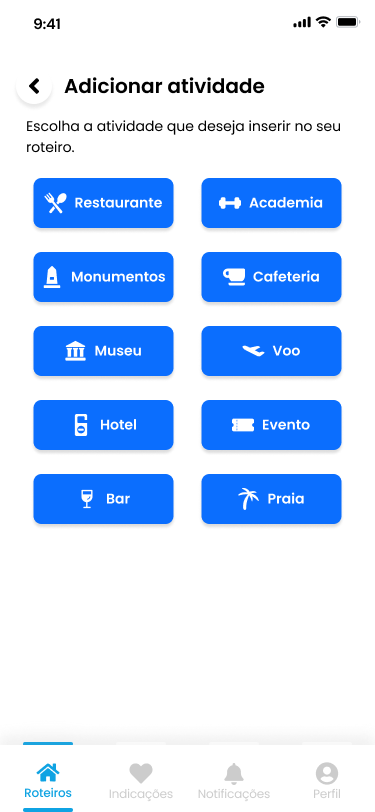 9:41
Adicionar atividade
Escolha a atividade que deseja inserir no seu
roteiro.
Restaurante
Academia
Monumentos
Cafeteria
Museu
Voo
Hotel
Evento
Bar
Praia
Roteiros
Indicações
Notificações
Perfil